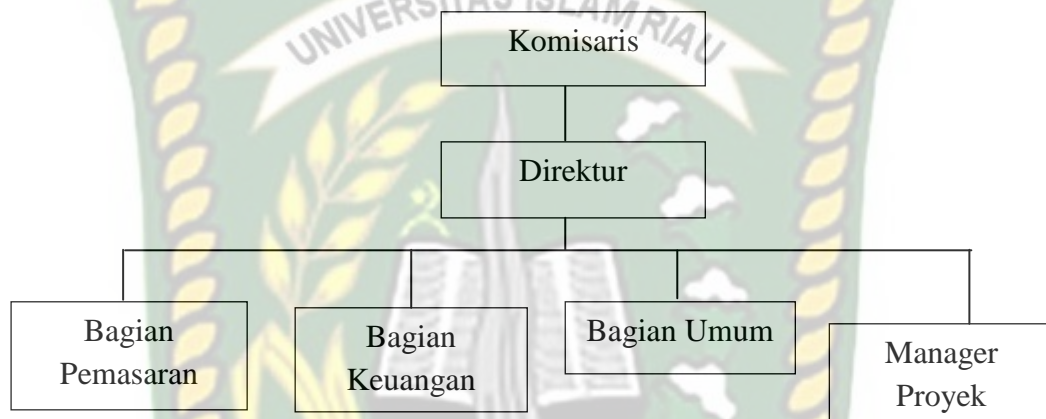 UNIVERSITAS ISLAM RIAU
Komisaris
Direktur
Bagian
Pemasaran
Bagian
Keuangan
Bagian Umum
Manager
Proyek